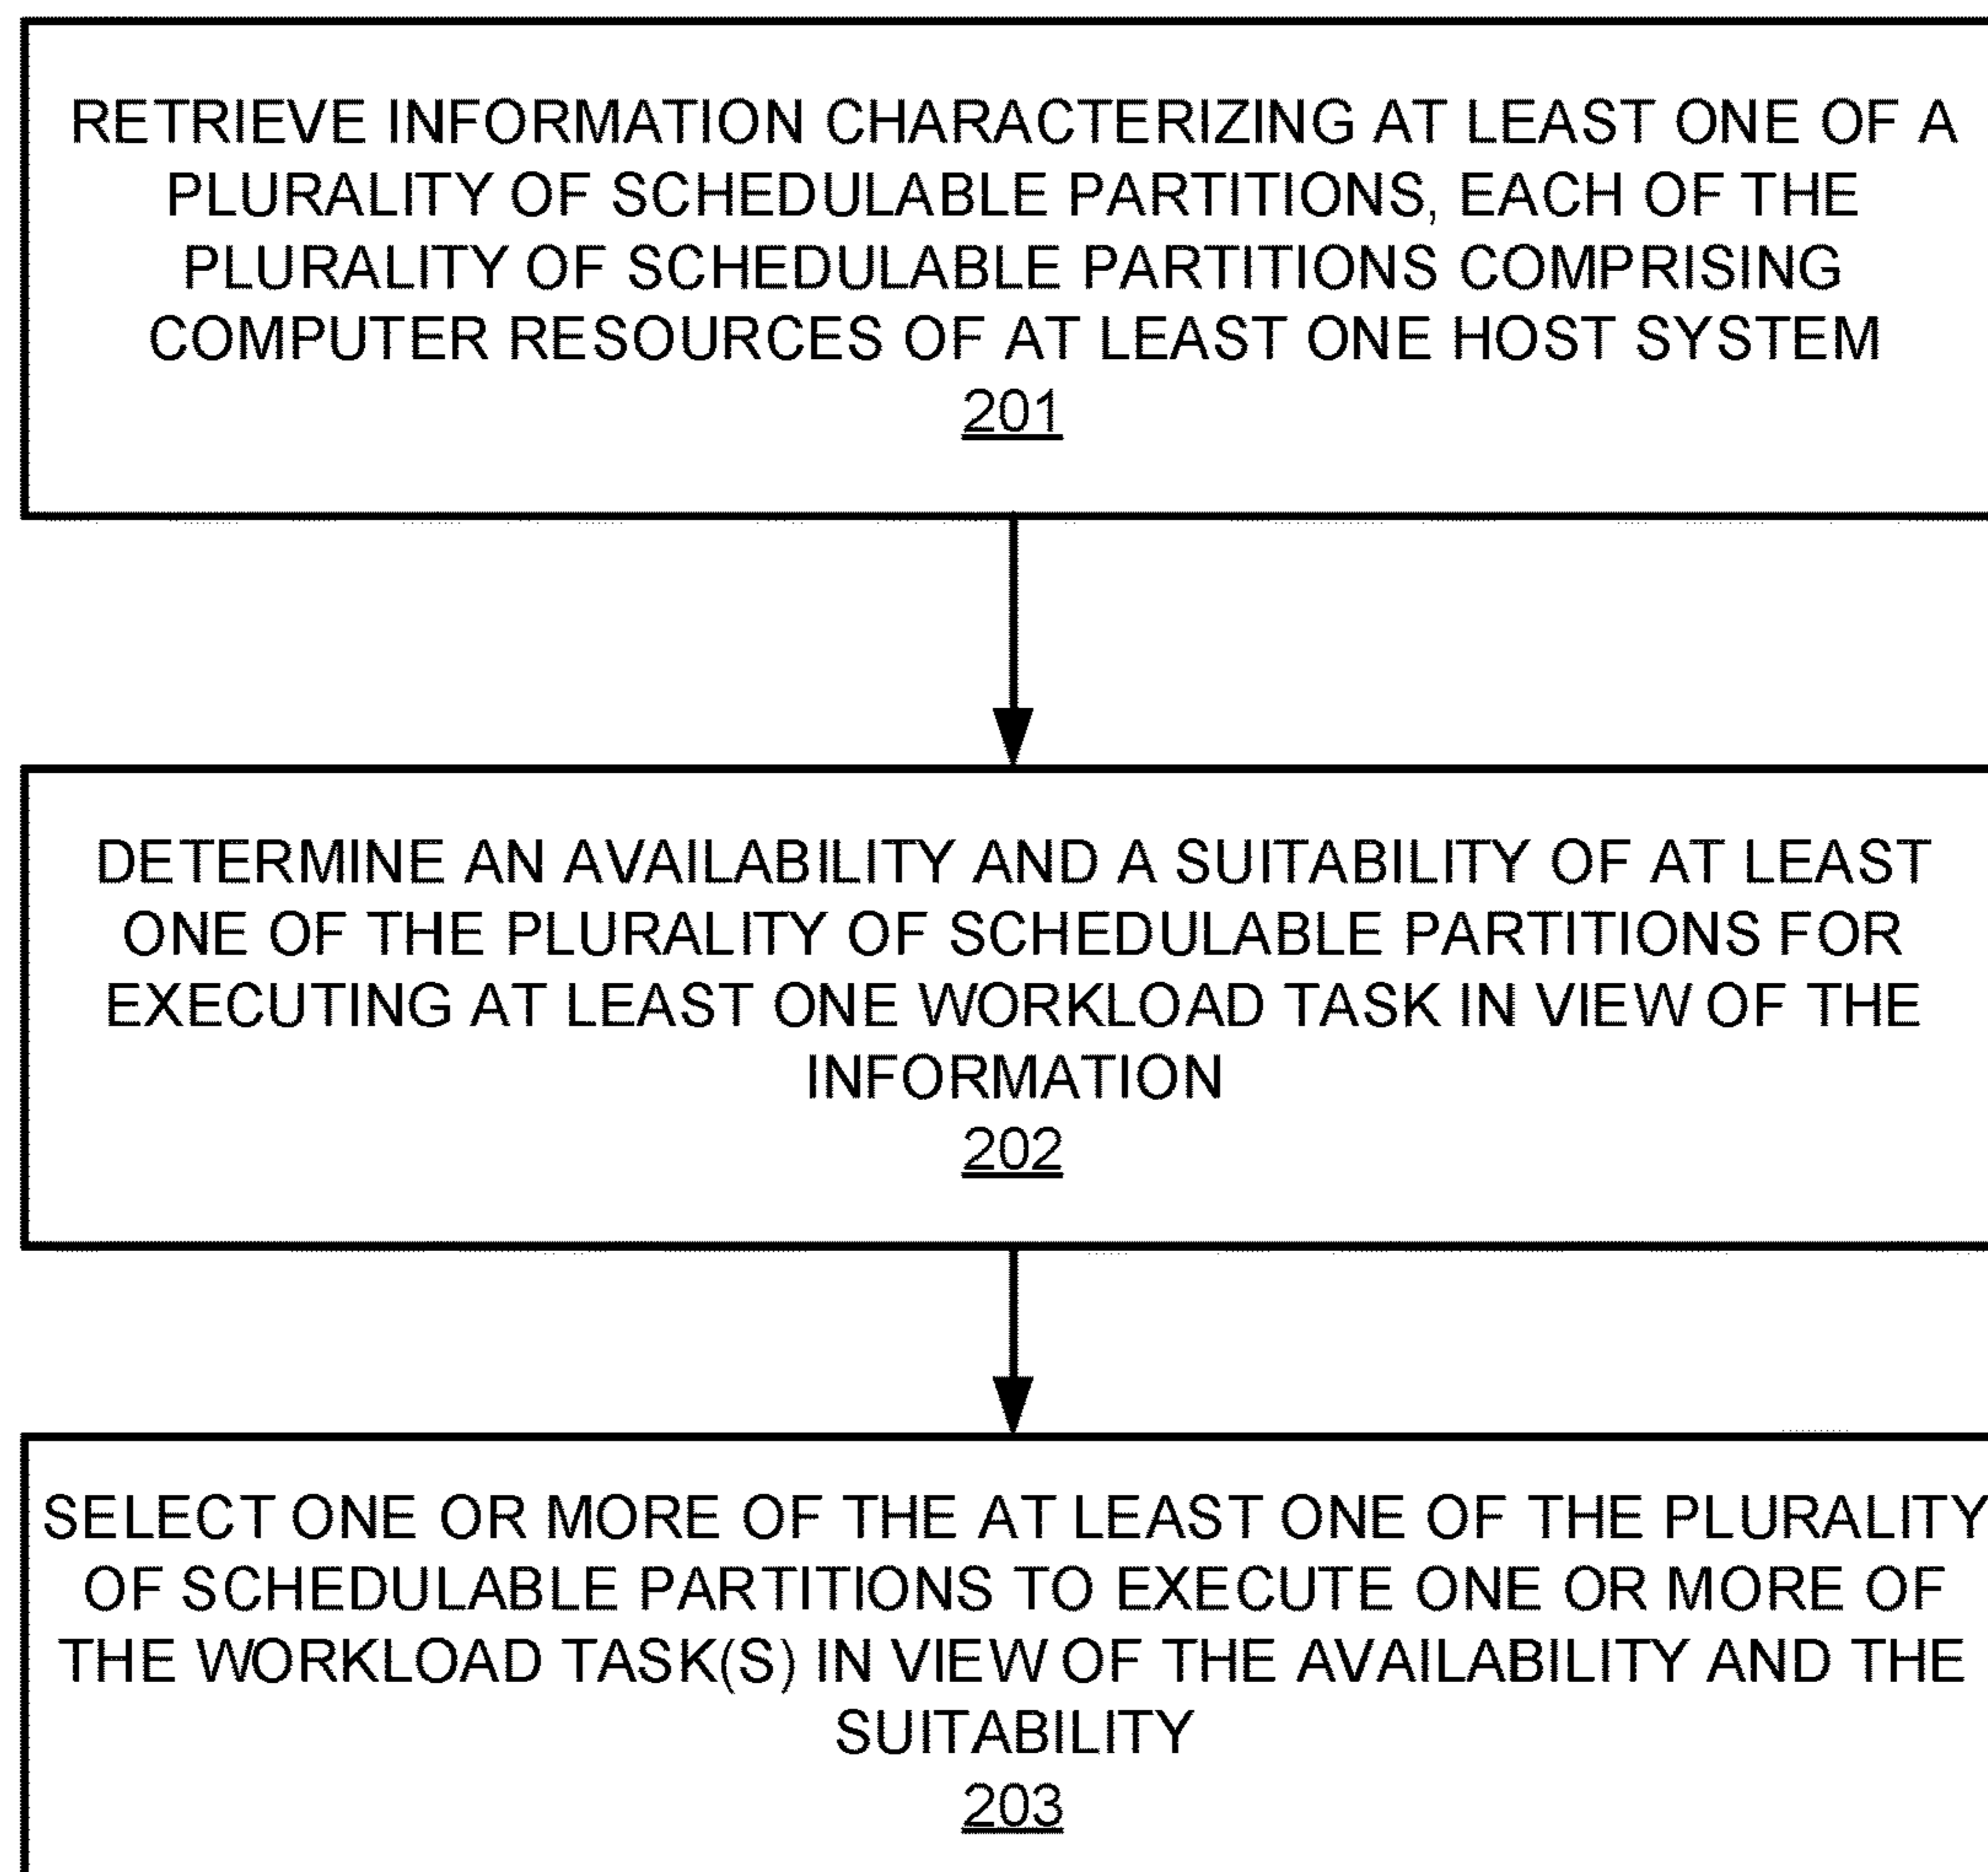 RETRIEVE INFORMATION CHARACTERIZING AT LEAST ONE OF A
PLURALITY OF SCHEDULABLE PARTITIONS, EACH OF THE
PLURALITY OF SCHEDULABLE PARTITIONS COMPRISING
COMPUTER RESOURCES OF AT LEAST ONE HOST SYSTEM
201
DETERMINE AN AVAILABILITY AND A SUITABILITY OF AT LEAST
ONE OF THE PLURALITY OF SCHEDULABLE PARTITIONS FOR
EXECUTING AT LEAST ONE WORKLOAD TASK IN VIEW OF THE
INFORMATION
202
SELECT ONE OR MORE OF THE AT LEAST ONE OF THE PLURALITY
OF SCHEDULABLE PARTITIONS TO EXECUTE ONE OR MORE OF
THE WORKLOAD TASK(S) IN VIEW OF THE AVAILABILITY AND THE
SUITABILITY
203